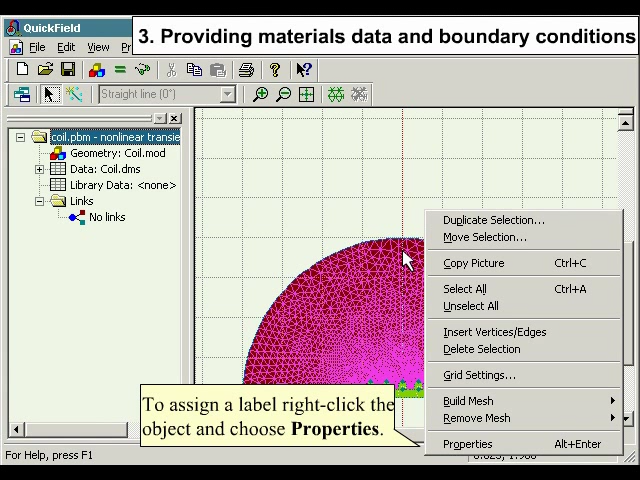 QuickField
3. Providing materials data and boundary conditions
File Edit View
Straight line (0°)
coil.pbm - nonlinear transie
Geometry: Coil.mod
Data: Coil.dms
Library Data: <none>
Links
No links
Duplicate Selection...
Move Selection...
Copy Picture Ctrl+C
Select All Ctrl+A
Unselect All
Insert Vertices/Edges
Delete Selection
Grid Settings...
Build Mesh
Remove Mesh
Properties Alt+Enter
To assign a label right-click the
object and choose Properties.
For Help, press F1